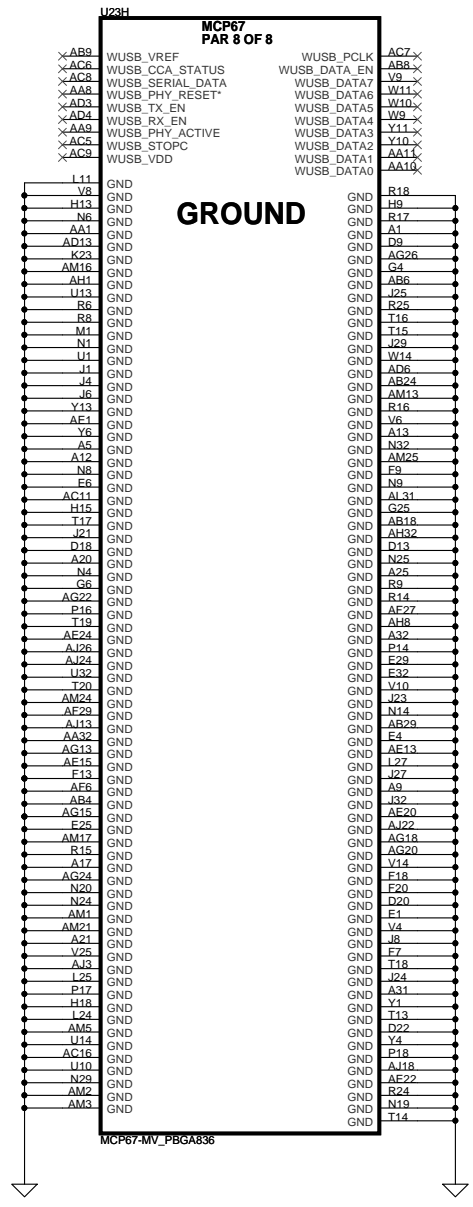 U23H
MCP67
PAR 8 OF 8
AB9 WUSB_VREF
AC6 WUSB_CCA_STATUS
AC8 WUSB_SERIAL_DATA
AA8 WUSB_PHY_RESET*
AD3 WUSB_TX_EN
AD4 WUSB_RX_EN
AA9 WUSB_PHY_ACTIVE
AC5 WUSB_STOPC
AC9 WUSB_VDD
WUSB_PCLK AC7
WUSB_DATA_EN AB8
WUSB_DATA7 V9
WUSB_DATA6 W11
WUSB_DATA5 W10
WUSB_DATA4 W9
WUSB_DATA3 Y11
WUSB_DATA2 Y10
WUSB_DATA1 AA11
WUSB_DATA0 AA10
GROUND
L11 GND
V8 GND
H13 GND
N6 GND
AA1 GND
AD13 GND
K23 GND
AM16 GND
AH1 GND
U13 GND
R6 GND
R8 GND
M1 GND
N1 GND
U1 GND
J1 GND
J4 GND
J6 GND
Y13 GND
AE1 GND
Y6 GND
A5 GND
A12 GND
N8 GND
E6 GND
AC11 GND
H15 GND
T17 GND
J21 GND
D18 GND
A20 GND
N4 GND
G6 GND
AG22 GND
P16 GND
T19 GND
AE24 GND
AJ26 GND
AJ24 GND
U32 GND
T20 GND
AM24 GND
AF29 GND
AJ13 GND
AA32 GND
AG13 GND
AE15 GND
F13 GND
AF6 GND
AB4 GND
AG15 GND
E25 GND
AM17 GND
R15 GND
A17 GND
AG24 GND
N20 GND
N24 GND
AM1 GND
AM21 GND
A21 GND
V25 GND
AJ3 GND
L25 GND
P17 GND
H18 GND
L24 GND
AM5 GND
U14 GND
AC16 GND
U10 GND
N29 GND
AM2 GND
AM3 GND
GND R18
GND H9
GND R17
GND A1
GND D9
GND AG26
GND G4
GND AB6
GND J25
GND R25
GND T16
GND T15
GND J29
GND W14
GND AD6
GND AB24
GND AM13
GND R16
GND V6
GND A13
GND N32
GND AM25
GND F9
GND N9
GND AL31
GND G25
GND AB18
GND AH32
GND D13
GND N25
GND A25
GND R9
GND R14
GND AF27
GND AH8
GND A32
GND P14
GND E29
GND E32
GND V10
GND J23
GND N14
GND AB29
GND E4
GND AE13
GND L27
GND J27
GND A9
GND J32
GND AE20
GND AJ22
GND AG18
GND AG20
GND V14
GND F18
GND F20
GND D20
GND E1
GND V4
GND J8
GND F7
GND T18
GND J24
GND A31
GND Y1
GND T13
GND D22
GND Y4
GND P18
GND AJ18
GND AE22
GND R24
GND N19
GND T14
MCP67-MV_PBGA836